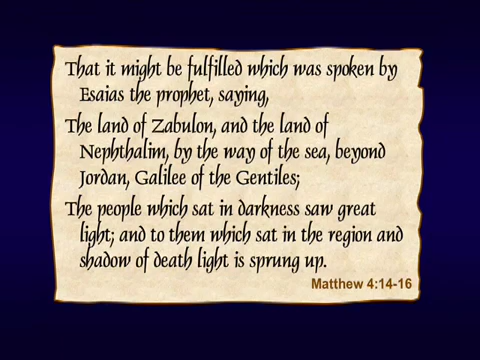 That it might be fulfilled which was spoken by
Esaias the prophet, saying,
The land of Zabulon, and the land of
Nephthalim, by the way of the sea, beyond
Jordan, Galilee of the Gentiles;
The people which sat in darkness saw great
light; and to them which sat in the region and
shadow of death light is sprung up.
Matthew 4:14-16